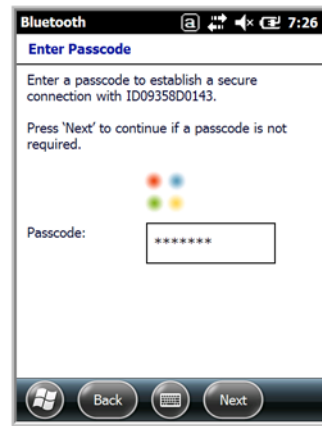 Bluetooth a 7:26
Enter Passcode
Enter a passcode to establish a secure
connection with ID09358D0143.
Press 'Next' to continue if a passcode is not
required.
Passcode: *******
Back Next